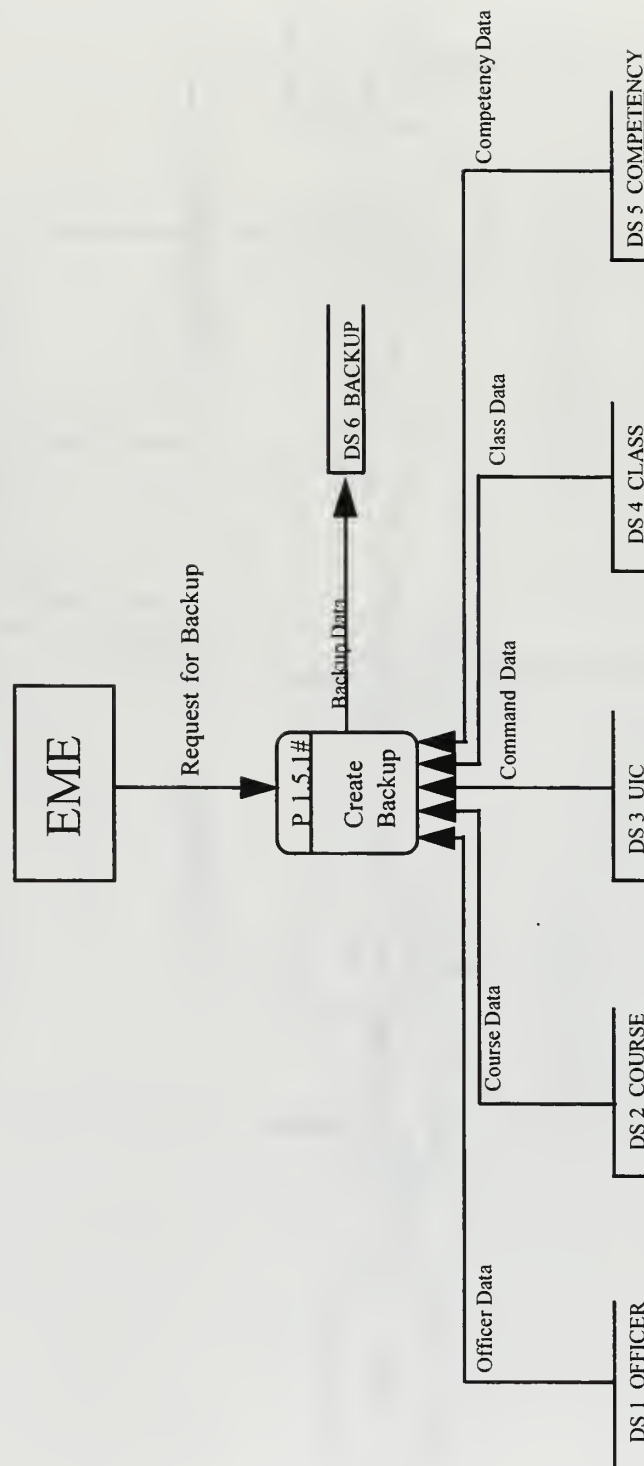 EME
Request for Backup
P 1.5.1#
Create
Backup
Backup Data
DS 6 BACKUP
Officer Data
Course Data
Command Data
Class Data
Competency Data
DS 1 OFFICER
DS 2 COURSE
DS 3 UIC
DS 4 CLASS
DS 5 COMPETENCY